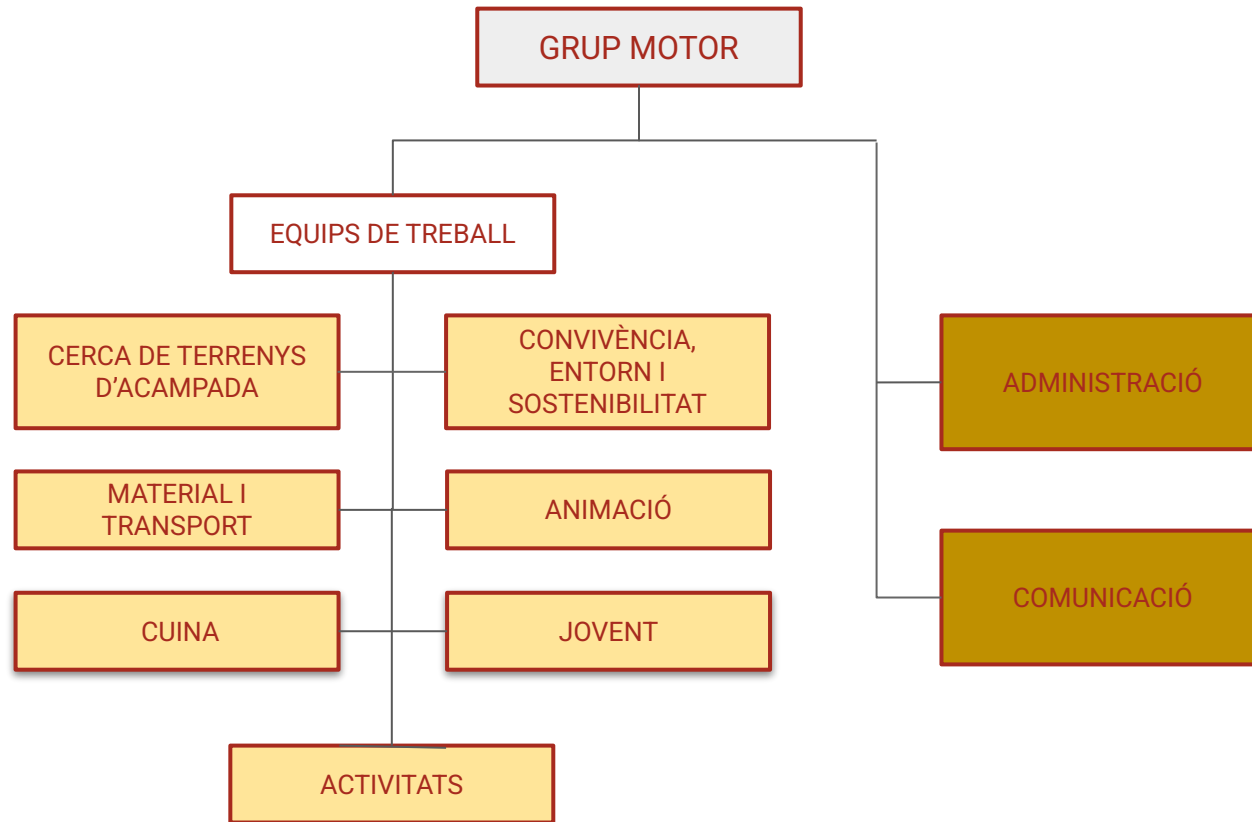 GRUP MOTOR
EQUIPS DE TREBALL
CERCA DE TERRENYS
D’ACAMPADA
CONVIVÈNCIA,
ENTORN I
SOSTENIBILITAT
ADMINISTRACIÓ
MATERIAL I
TRANSPORT
ANIMACIÓ
COMUNICACIÓ
CUINA
JOVENT
ACTIVITATS